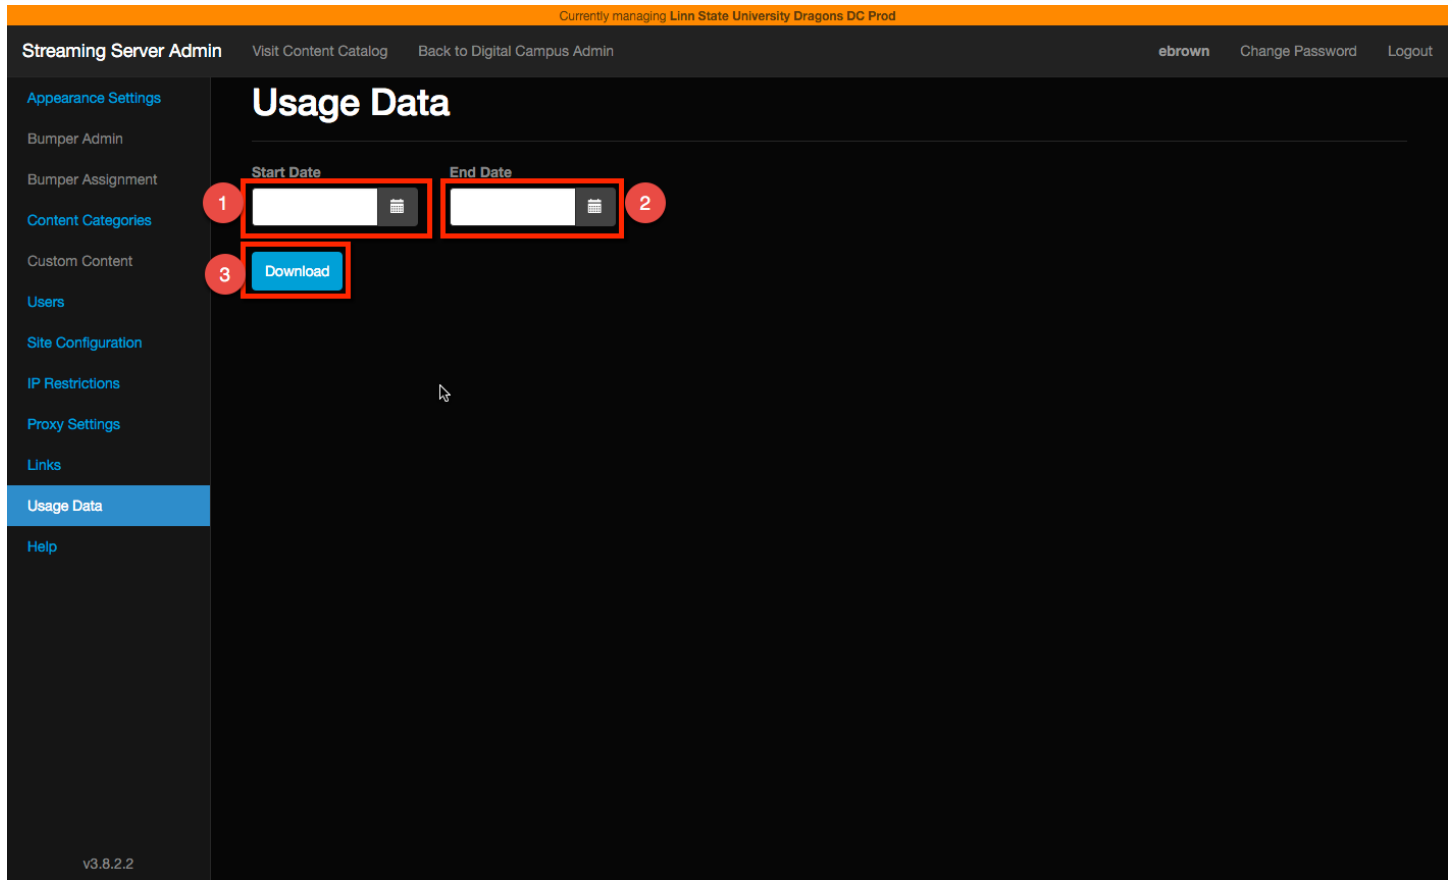 Currently managing Linn State University Dragons DC Prod
Streaming Server Admin Visit Content Catalog Back to Digital Campus Admin ebrown Change Password Logout
Appearance Settings
Bumper Admin
Bumper Assignment
Content Categories
Custom Content
Users
Site Configuration
IP Restrictions
Proxy Settings
Links
Usage Data
Help
v3.8.2.2
Usage Data
Start Date End Date
1 2
3 Download